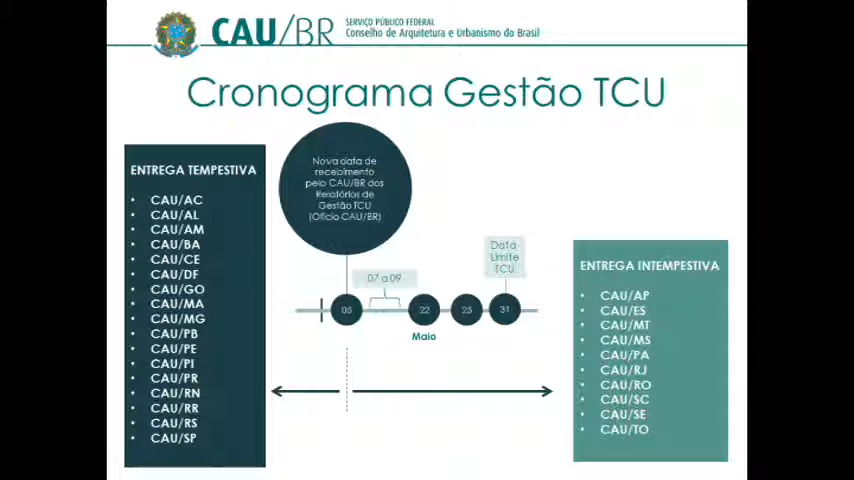 CAU/BR
SERVIÇO PÚBLICO FEDERAL
Conselho de Arquitetura e Urbanismo do Brasil
Cronograma Gestão TCU
ENTREGA TEMPESTIVA
• CAU/AC
• CAU/AL
• CAU/AM
• CAU/BA
• CAU/CE
• CAU/DF
• CAU/GO
• CAU/MA
• CAU/MG
• CAU/PB
• CAU/PE
• CAU/PI
• CAU/PR
• CAU/RN
• CAU/RR
• CAU/RS
• CAU/SP
Nova data de
recebimento
pelo CAU/BR dos
Relatórios de
Gestão TCU
(Ofício CAU/BR)
07 a 09
Data
Limite
TCU
05
22
25
31
Maio
ENTREGA INTEMPESTIVA
• CAU/AP
• CAU/ES
• CAU/MT
• CAU/MS
• CAU/PA
• CAU/RJ
• CAU/RO
• CAU/SC
• CAU/SE
• CAU/TO